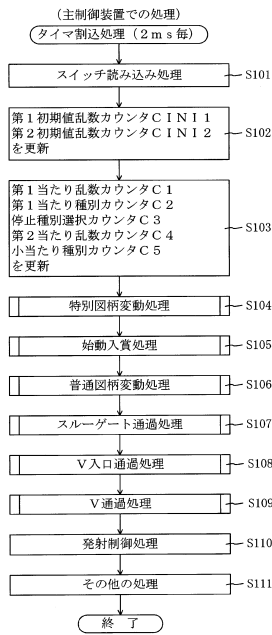 （主制御装置での処理）
タイマ割込処理（２ｍｓ毎）
スイッチ読み込み処理
S101
第１初期値乱数カウンタＣＩＮＩ１
第２初期値乱数カウンタＣＩＮＩ２
を更新
S102
第１当たり乱数カウンタＣ１
第１当たり種別カウンタＣ２
停止種別選択カウンタＣ３
第２当たり乱数カウンタＣ４
小当たり種別カウンタＣ５
を更新
S103
特別図柄変動処理
S104
始動入賞処理
S105
普通図柄変動処理
S106
スルーゲート通過処理
S107
Ｖ入口通過処理
S108
Ｖ通過処理
S109
発射制御処理
S110
その他の処理
S111
終　了